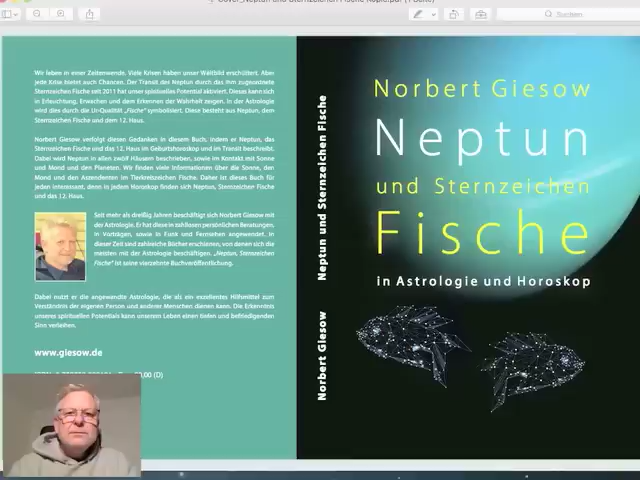 Cover_Neptun und Sternzeichen Fische Kopie.pdf (1 Seite)
Suchen
Wir leben in einer Zeitenwende. Viele Krisen haben unser Weltbild erschüttert. Aber
jede Krise bietet auch Chancen. Der Transit des Neptun durch das ihm zugeordnete
Sternzeichen Fische seit 2011 hat unser spirituelles Potential aktiviert. Dieses kann sich
in Erleuchtung, Erwachen und dem Erkennen der Wahrheit zeigen. In der Astrologie
wird dies durch die Ur-Qualität „Fische“ symbolisiert. Diese besteht aus Neptun, dem
Sternzeichen Fische und dem 12. Haus.
Norbert Giesow verfolgt diesen Gedanken in diesem Buch, indem er Neptun, das
Sternzeichen Fische und das 12. Haus im Geburtshoroskop und im Transit beschreibt.
Dabei wird Neptun in allen zwölf Häusern beschrieben, sowie im Kontakt mit Sonne
und Mond und den Planeten. Wir finden viele Informationen über die Sonne, den
Mond und den Aszendenten im Tierkreiszeichen Fische. Daher ist dieses Buch für
jeden interessant, denn in jedem Horoskop finden sich Neptun, Sternzeichen Fische
und das 12. Haus.
Seit mehr als dreißig Jahren beschäftigt sich Norbert Giesow mit
der Astrologie. Er hat diese in zahllosen persönlichen Beratungen,
in Vorträgen, sowie in Funk und Fernsehen angewendet. In
dieser Zeit sind zahlreiche Bücher erschienen, von denen sich die
meisten mit der Astrologie beschäftigen. „Neptun, Sternzeichen
Fische“ ist seine vierzehnte Buchveröffentlichung.
Dabei nutzt er die angewandte Astrologie, die als ein exzellentes Hilfsmittel zum
Verständnis der eigenen Person und anderer Menschen dienen kann. Die Erkenntnis
unseres spirituellen Potentials kann unserem Leben einen tiefen und befriedigenden
Sinn verleihen.
www.giesow.de
,00 (D)
Norbert Giesow
Neptun und Sternzeichen Fische
Norbert Giesow
Neptun
und Sternzeichen
Fische
in Astrologie und Horoskop